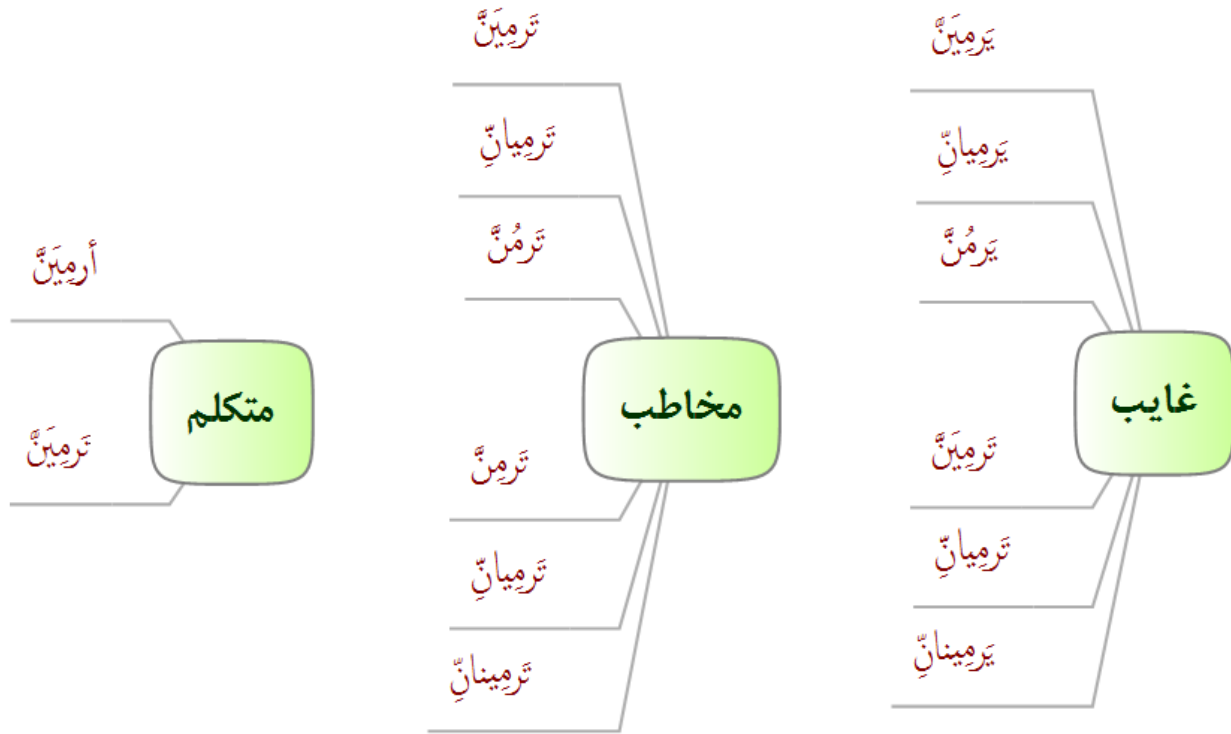 يَرمِيَنَّ
يَرمِيانِّ
يَرمُنَّ
غايب
تَرمِيَنَّ
تَرمِيانِّ
يَرمِينانِّ
تَرمِيَنَّ
تَرمِيانِّ
تَرمُنَّ
مخاطب
تَرمِنَّ
تَرمِيانِّ
تَرمِينانِّ
أرمِيَنَّ
متكلم
نَرمِيَنَّ